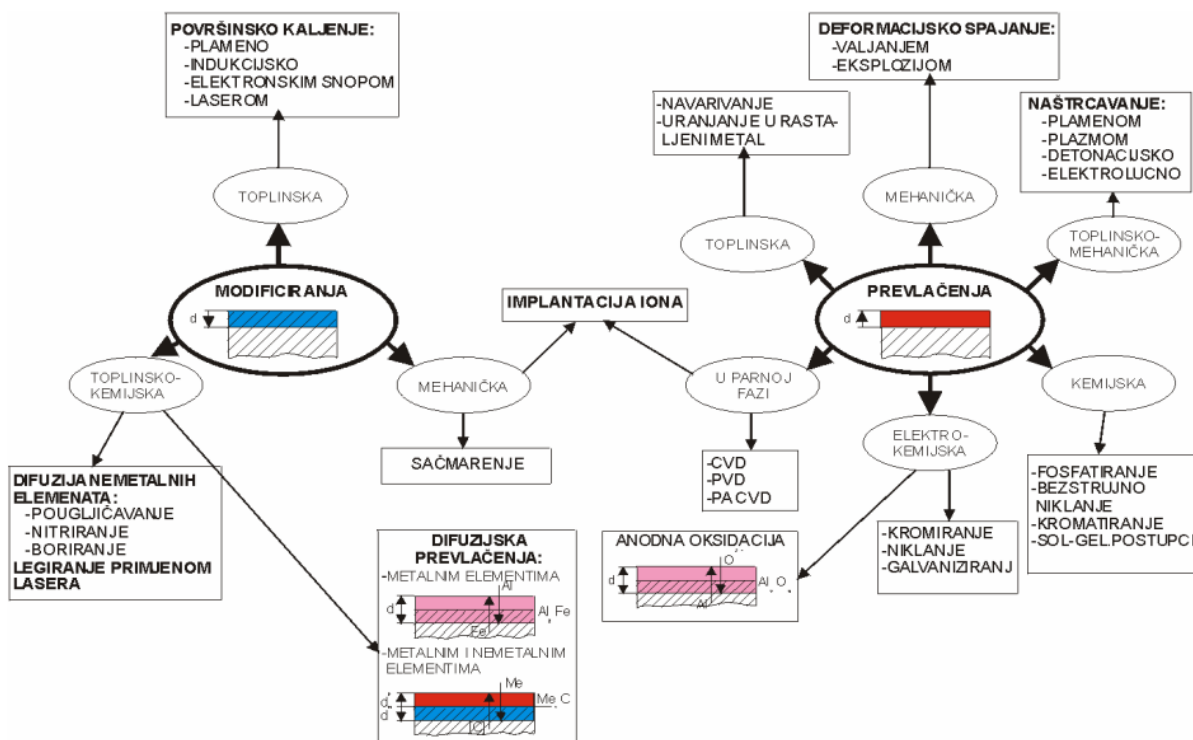 POVRŠINSKO KALJENJE:
-PLAMENO
-INDUKCIJSKO
-ELEKTRONSKIM SNOPOM
-LASEROM
DEFORMACIJSKO SPAJANJE:
-VALJANJEM
-EKSPLOZIJOM
-NAVARIVANJE
-URANJANJE U RASTA-
LJENI METAL
NAŠTRCAVANJE:
-PLAMENOM
-PLAZMOM
-DETONACIJSKO
-ELEKTROLUCNO
TOPLINSKA
MEHANIČKA
TOPLINSKA
TOPLINSKO-
MEHANIČKA
MODIFICIRANJA
d
IMPLANTACIJA IONA
PREVLAČENJA
d
TOPLINSKO-
KEMIJSKA
MEHANIČKA
U PARNOJ
FAZI
KEMIJSKA
ELEKTRO-
KEMIJSKA
DIFUZIJA NEMETALNIH
ELEMENATA:
-POUGLJIČAVANJE
-NITRIRANJE
-BORIRANJE
LEGIRANJE PRIMJENOM
LASERA
SAČMARENJE
-CVD
-PVD
-PA CVD
-FOSFATIRANJE
-BEZSTRUJNO
NIKLANJE
-KROMATIRANJE
-SOL-GEL.POSTUPCI
-KROMIRANJE
-NIKLANJE
-GALVANIZIRANJ
ANODNA OKSIDACIJA
O
d
Al O
Al
DIFUZIJSKA
PREVLAČENJA:
-METALNIM ELEMENTIMA
Al
d
Al Fe
Fe
-METALNIM I NEMETALNIM
ELEMENTIMA
Me
d
Me C
d
C